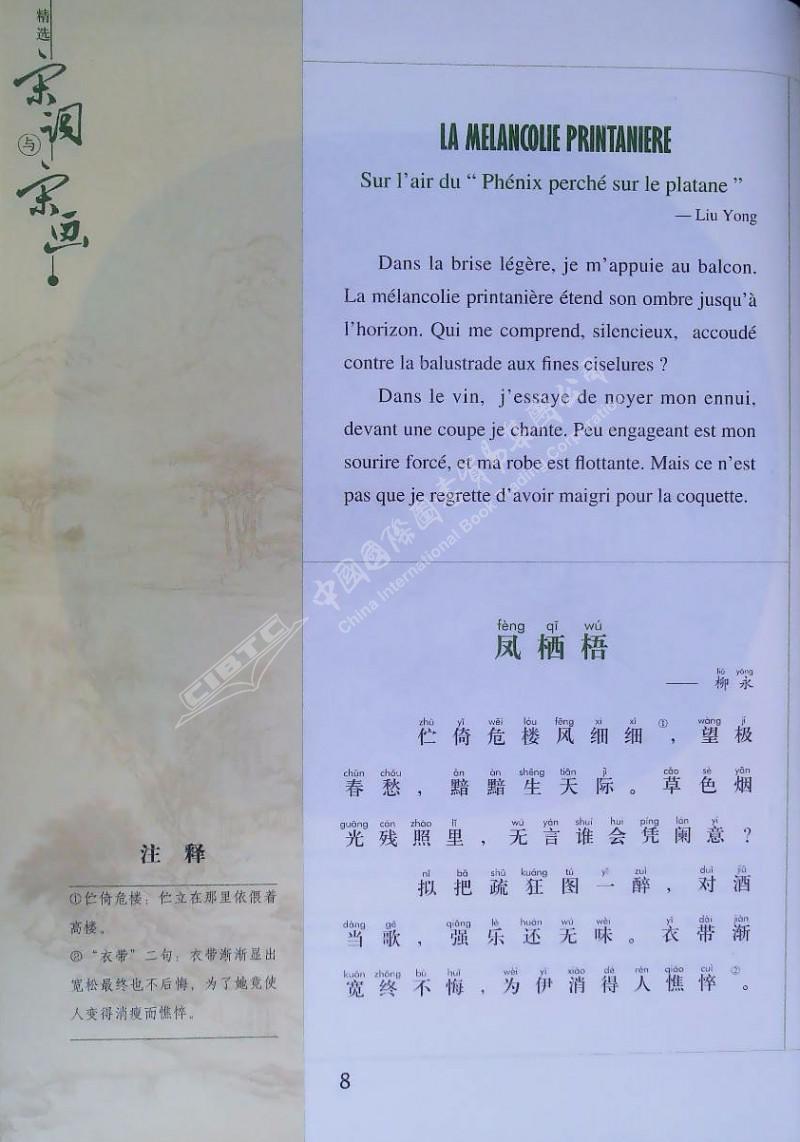 精选
宋词
与
宋画
LA MELANCOLIE PRINTANIERE
Sur l’air du “ Phénix perché sur le platane ”
— Liu Yong
Dans la brise légère, je m’appuie au balcon.
La mélancolie printanière étend son ombre jusqu’à
l’horizon. Qui me comprend, silencieux, accoudé
contre la balustrade aux fines ciselures ?
Dans le vin, j’essaye de noyer mon ennui,
devant une coupe je chante. Peu engageant est mon
sourire forcé, et ma robe est flottante. Mais ce n’est
pas que je regrette d’avoir maigri pour la coquette.
中國國際圖書貿易集團公司
China International Book Trading Corporation
CIBTC
fèng qī wú
凤栖梧
liǔ yǒng
—— 柳永
zhù yǐ wēi lóu fēng xì xì wàng jí
伫倚危楼风细细①，望极
chūn chóu àn àn shēng tiān jì cǎo sè yān
春愁，黯黯生天际。草色烟
guāng cán zhào lǐ wú yán shuí huì píng lán yì
光残照里，无言谁会凭阑意？
nǐ bǎ shū kuáng tú yī zuì duì jiǔ
拟把疏狂图一醉，对酒
dāng gē qiǎng lè huán wú wèi yī dài jiàn
当歌，强乐还无味。衣带渐
kuān zhōng bù huǐ wèi yī xiāo dé rén qiáo cuì
宽终不悔，为伊消得人憔悴②。
注释
①伫倚危楼：伫立在那里依偎着
高楼。
②“衣带”二句：衣带渐渐显出
宽松最终也不后悔，为了她竟使
人变得消瘦而憔悴。
8